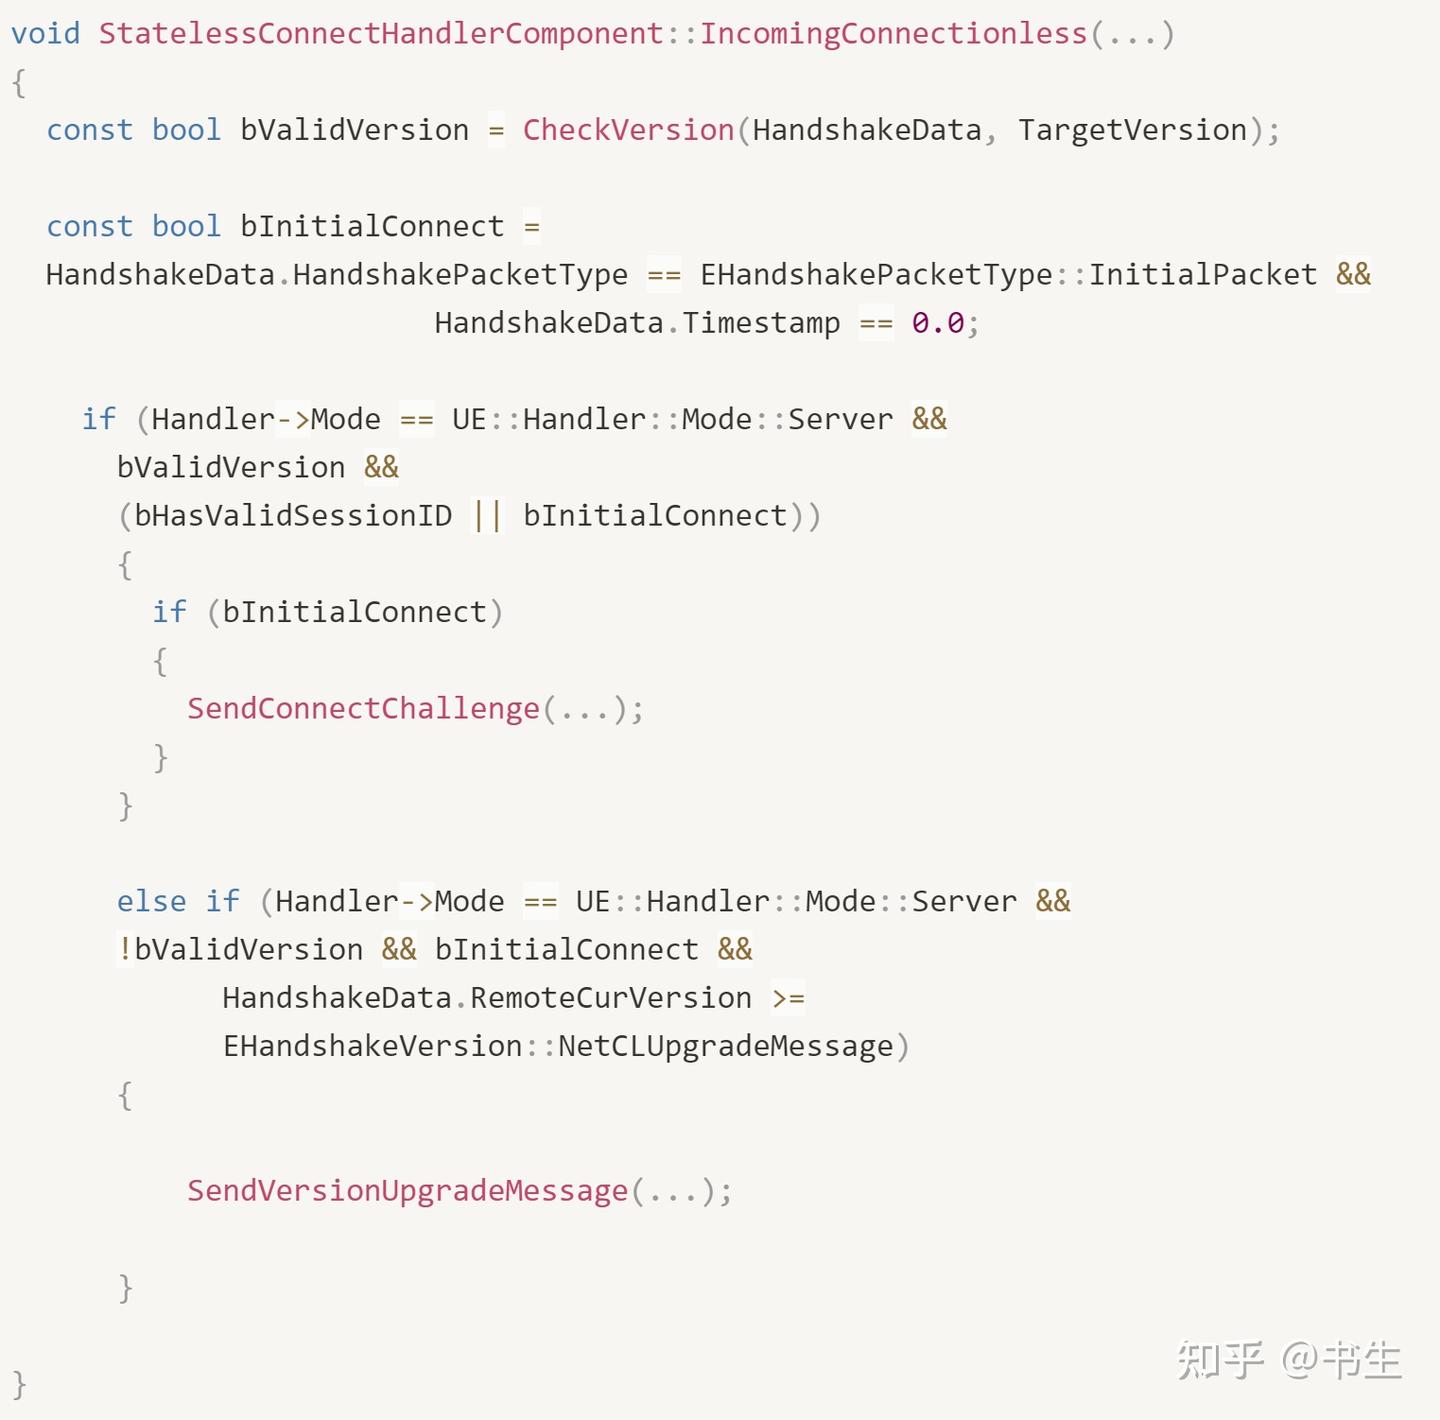 void StatelessConnectHandlerComponent::IncomingConnectionless(...)
{
  const bool bValidVersion = CheckVersion(HandshakeData, TargetVersion);

  const bool bInitialConnect =
  HandshakeData.HandshakePacketType == EHandshakePacketType::InitialPacket &&
                        HandshakeData.Timestamp == 0.0;

    if (Handler->Mode == UE::Handler::Mode::Server &&
      bValidVersion &&
      (bHasValidSessionID || bInitialConnect))
      {
        if (bInitialConnect)
        {
          SendConnectChallenge(...);
        }
      }

      else if (Handler->Mode == UE::Handler::Mode::Server &&
      !bValidVersion && bInitialConnect &&
            HandshakeData.RemoteCurVersion >=
            EHandshakeVersion::NetCLUpgradeMessage)
      {

          SendVersionUpgradeMessage(...);

      }

}
知乎 @书生